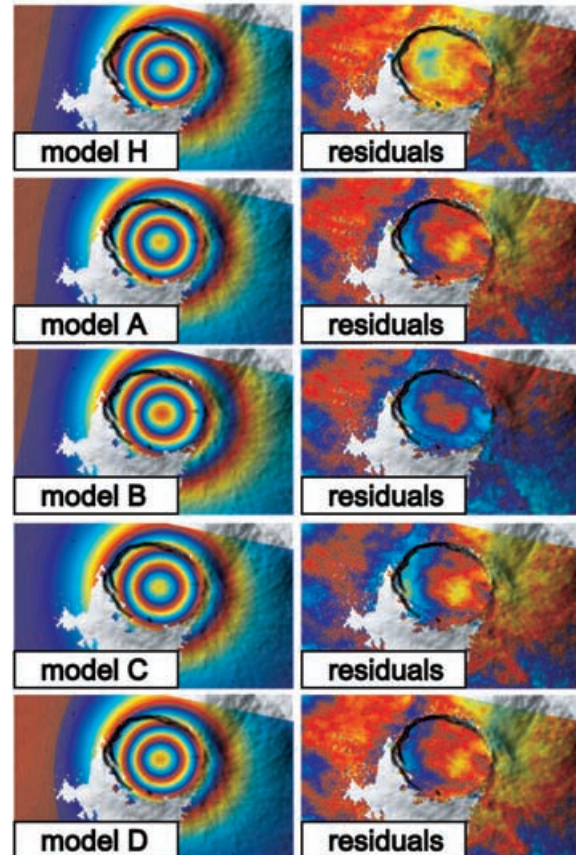 model H
residuals
model A
residuals
model B
residuals
model C
residuals
model D
residuals